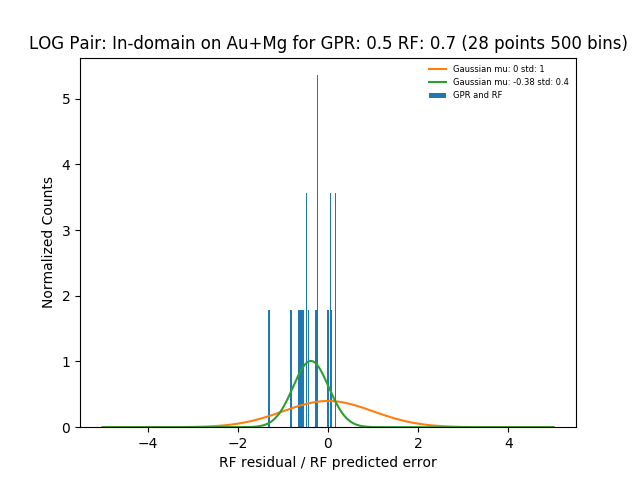 LOG Pair: In-domain on Au+Mg for GPR: 0.5 RF: 0.7 (28 points 500 bins)
Gaussian mu: 0 std: 1
Gaussian mu: -0.38 std: 0.4
GPR and RF
Normalized Counts
5
4
3
2
1
0
−4
−2
0
2
4
RF residual / RF predicted error